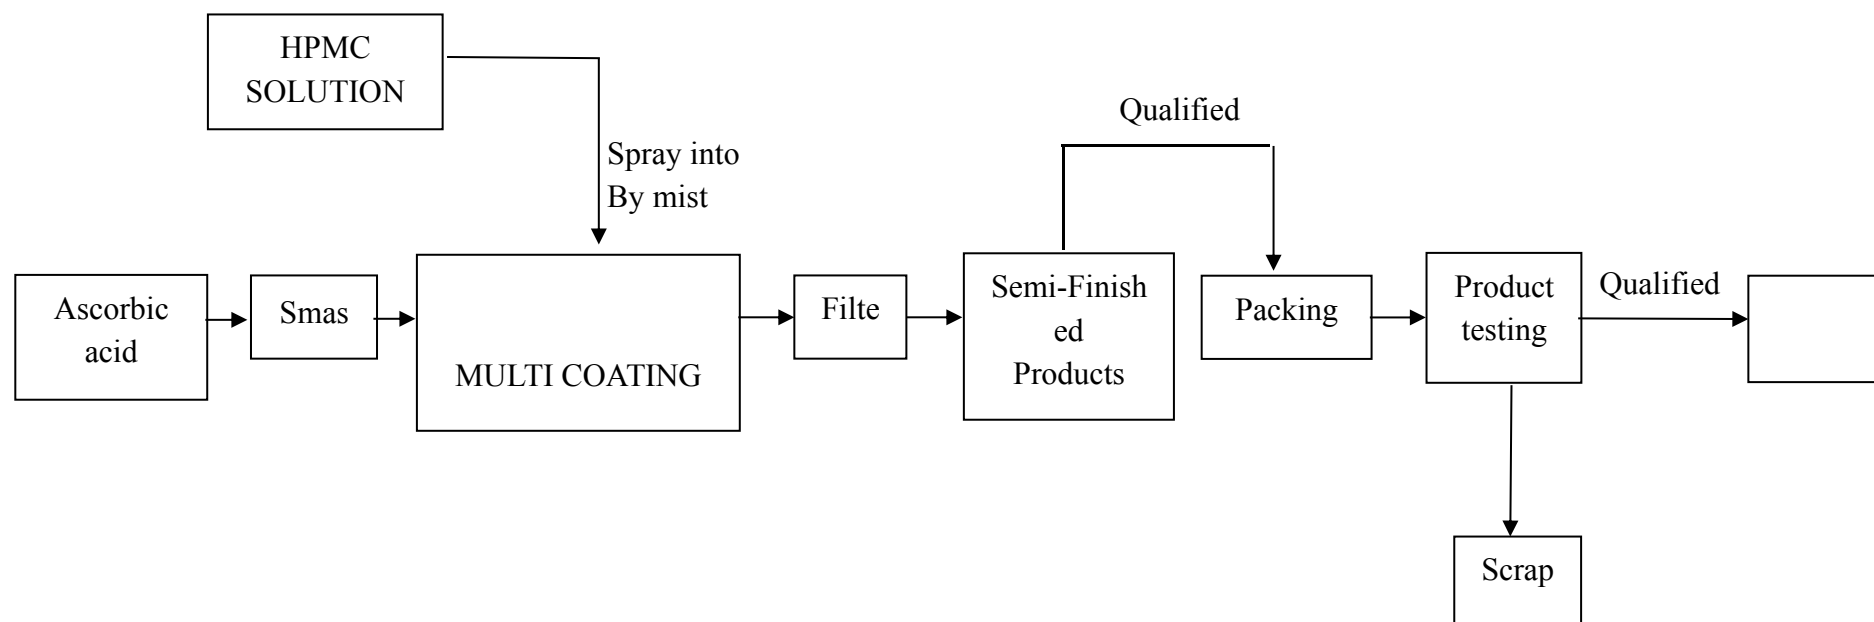 HPMC
SOLUTION
Qualified
Spray into
By mist
Ascorbic
acid
Smas
MULTI COATING
Filte
Semi-Finish
ed
Products
Packing
Product
testing
Qualified
Scrap